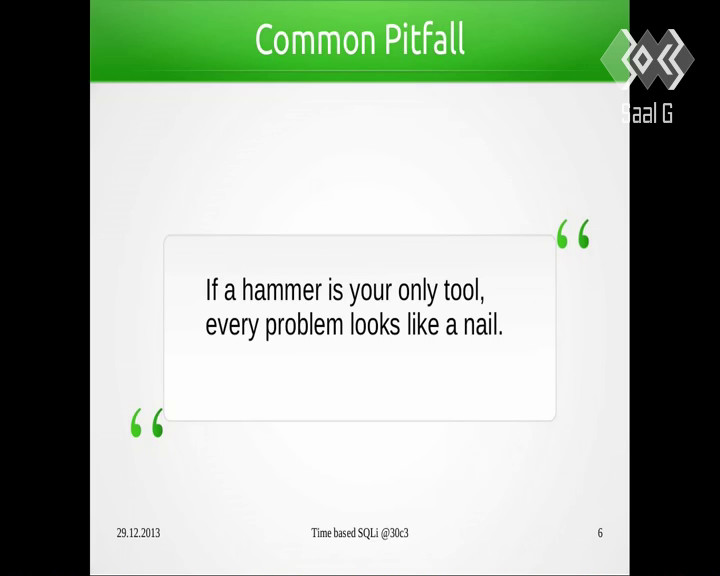 Common Pitfall
Saal G
“
If a hammer is your only tool,
every problem looks like a nail.
“
29.12.2013 Time based SQLi @30c3 6